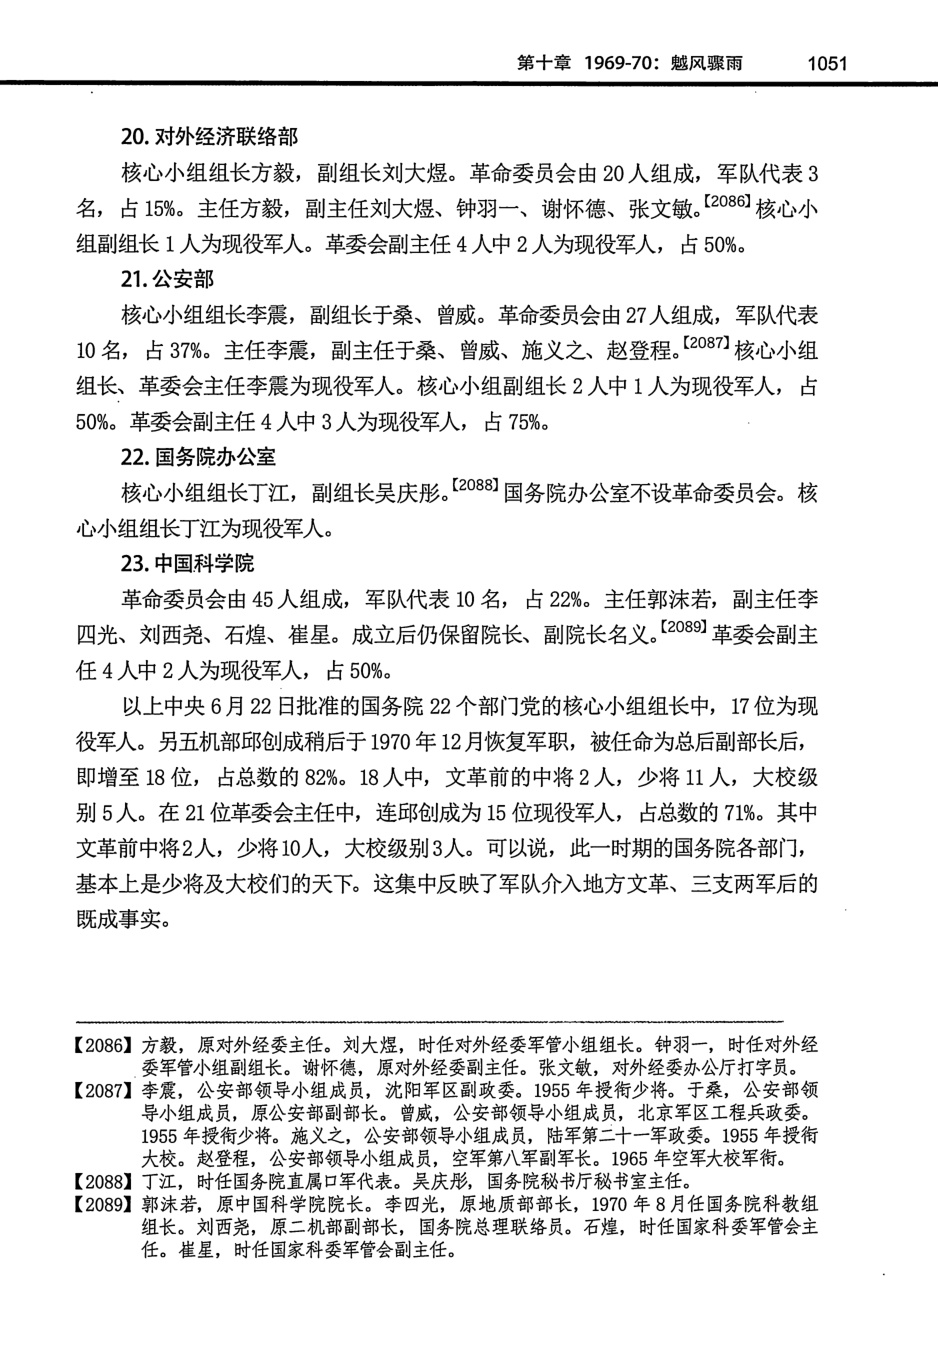 第十章 1969-70：魆风骤雨 1051
20. 对外经济联络部
核心小组组长方毅，副组长刘大煜。革命委员会由 20 人组成，军队代表 3
名，占 15%。主任方毅，副主任刘大煜、钟羽一、谢怀德、张文敏。【2086】核心小
组副组长 1 人为现役军人。革委会副主任 4 人中 2 人为现役军人，占 50%。
21. 公安部
核心小组组长李震，副组长于桑、曾威。革命委员会由 27 人组成，军队代表
10 名，占 37%。主任李震，副主任于桑、曾威、施义之、赵登程。【2087】核心小组
组长、革委会主任李震为现役军人。核心小组副组长 2 人中 1 人为现役军人，占
50%。革委会副主任 4 人中 3 人为现役军人，占 75%。
22. 国务院办公室
核心小组组长丁江，副组长吴庆彤。【2088】国务院办公室不设革命委员会。核
心小组组长丁江为现役军人。
23. 中国科学院
革命委员会由 45 人组成，军队代表 10 名，占 22%。主任郭沫若，副主任李
四光、刘西尧、石煌、崔星。成立后仍保留院长、副院长名义。【2089】革委会副主
任 4 人中 2 人为现役军人，占 50%。
以上中央 6 月 22 日批准的国务院 22 个部门党的核心小组组长中，17 位为现
役军人。另五机部邱创成稍后于 1970 年 12 月恢复军职，被任命为总后副部长后，
即增至 18 位，占总数的 82%。18 人中，文革前的中将 2 人，少将 11 人，大校级
别 5 人。在 21 位革委会主任中，连邱创成为 15 位现役军人，占总数的 71%。其中
文革前中将2人，少将10人，大校级别3人。可以说，此一时期的国务院各部门，
基本上是少将及大校们的天下。这集中反映了军队介入地方文革、三支两军后的
既成事实。
【2086】方毅，原对外经委主任。刘大煜，时任对外经委军管小组组长。钟羽一，时任对外经
委军管小组副组长。谢怀德，原对外经委副主任。张文敏，对外经委办公厅打字员。
【2087】李震，公安部领导小组成员，沈阳军区副政委。1955 年授衔少将。于桑，公安部领
导小组成员，原公安部副部长。曾威，公安部领导小组成员，北京军区工程兵政委。
1955 年授衔少将。施义之，公安部领导小组成员，陆军第二十一军政委。1955 年授衔
大校。赵登程，公安部领导小组成员，空军第八军副军长。1965 年空军大校军衔。
【2088】丁江，时任国务院直属口军代表。吴庆彤，国务院秘书厅秘书室主任。
【2089】郭沫若，原中国科学院院长。李四光，原地质部部长，1970 年 8 月任国务院科教组
组长。刘西尧，原二机部副部长，国务院总理联络员。石煌，时任国家科委军管会主
任。崔星，时任国家科委军管会副主任。